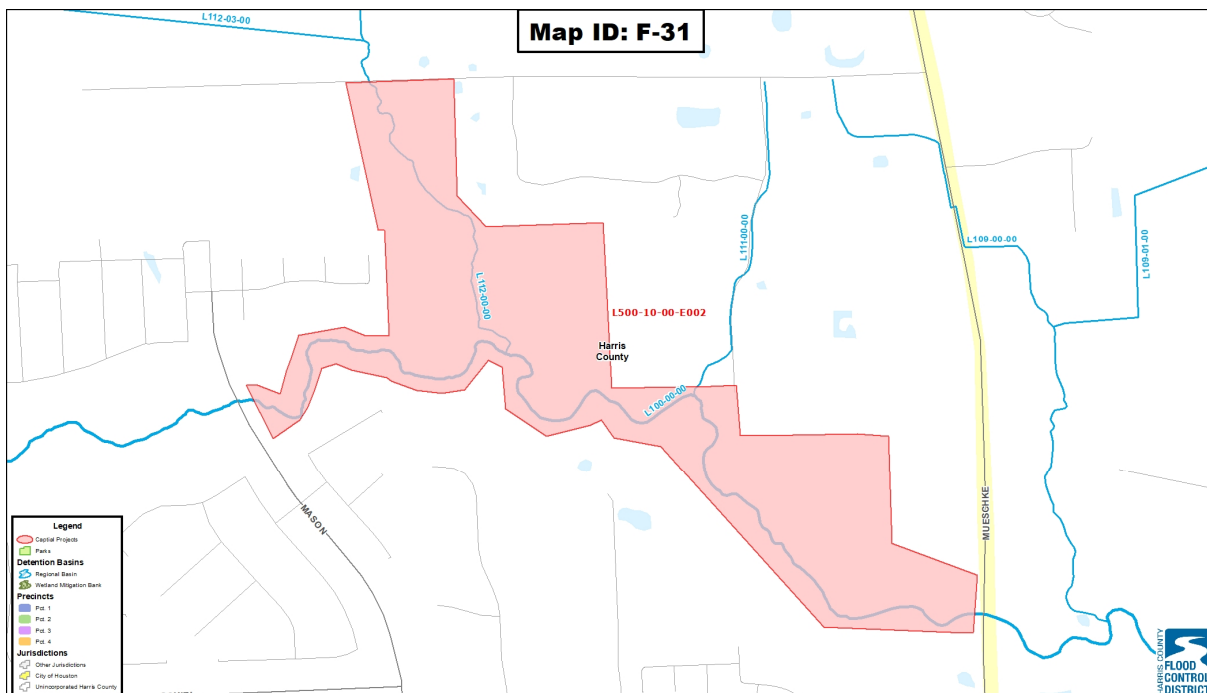 Map ID: F-31
L112-03-00
L111-00-00
L109-00-00
L109-01-00
L112-00-00
L500-10-00-E002
Harris
County
L100-00-00
MASON
MUESCHKE
Legend
Captial Projects
Parks
Detention Basins
Regional Basin
Wetland Mitigation Bank
Precincts
Pct. 1
Pct. 2
Pct. 3
Pct. 4
Jurisdictions
Other Jurisdictions
City of Houston
Unincorporated Harris County
HARRIS COUNTY
FLOOD
CONTROL
DISTRICT